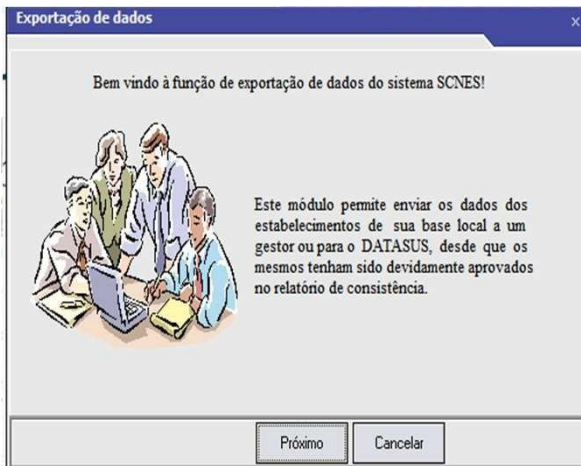 Exportação de dados
x
Bem vindo à função de exportação de dados do sistema SCNES!
Este módulo permite enviar os dados dos
estabelecimentos de sua base local a um
gestor ou para o DATASUS, desde que os
mesmos tenham sido devidamente aprovados
no relatório de consistência.
Próximo
Cancelar